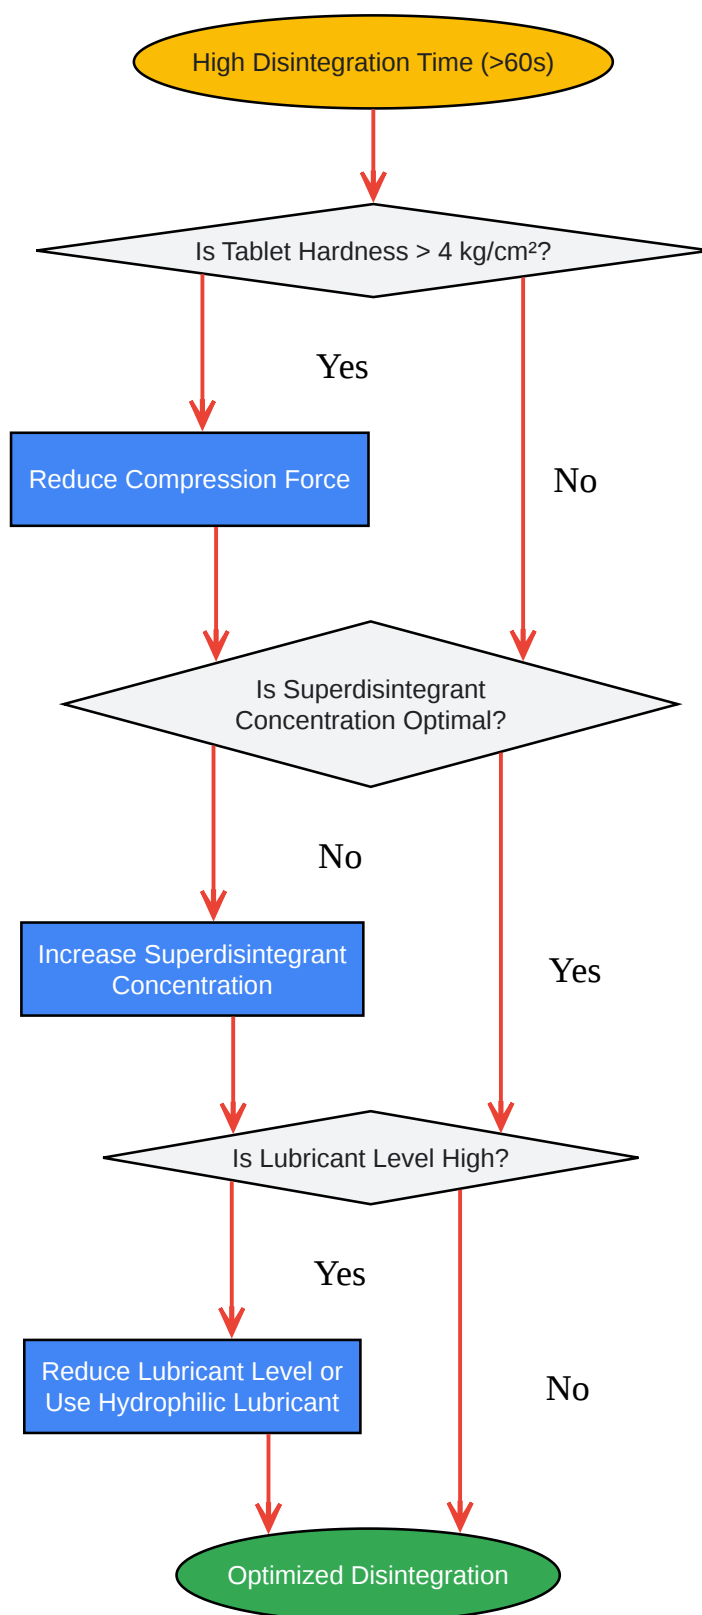 High Disintegration Time (>60s)
Is Tablet Hardness > 4 kg/cm²?
Yes
Reduce Compression Force
No
Is Superdisintegrant
Concentration Optimal?
No
Increase Superdisintegrant
Concentration
Yes
Is Lubricant Level High?
Yes
Reduce Lubricant Level or
Use Hydrophilic Lubricant
No
Optimized Disintegration